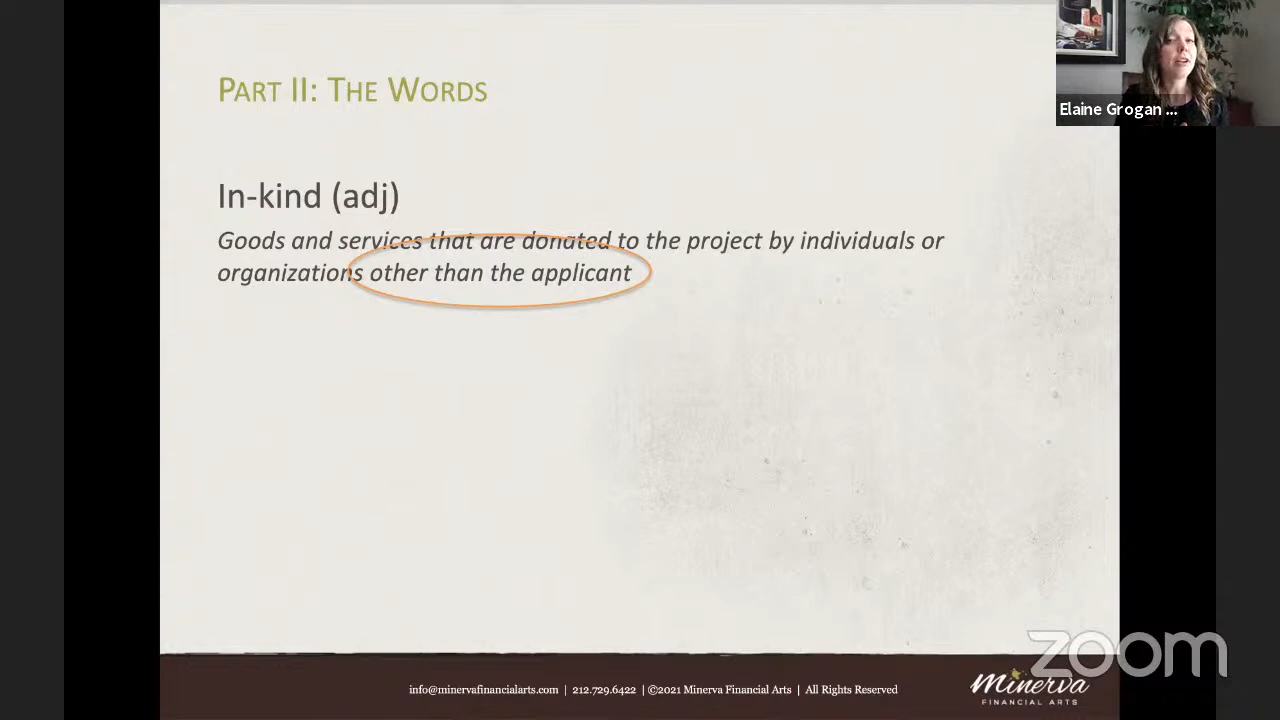 Part II: The Words
Elaine Grogan ...
In-kind (adj)
Goods and services that are donated to the project by individuals or
organizations other than the applicant
zoom
info@minervafinancialarts.com | 212.729.6422 | ©2021 Minerva Financial Arts | All Rights Reserved
Minerva
FINANCIAL ARTS